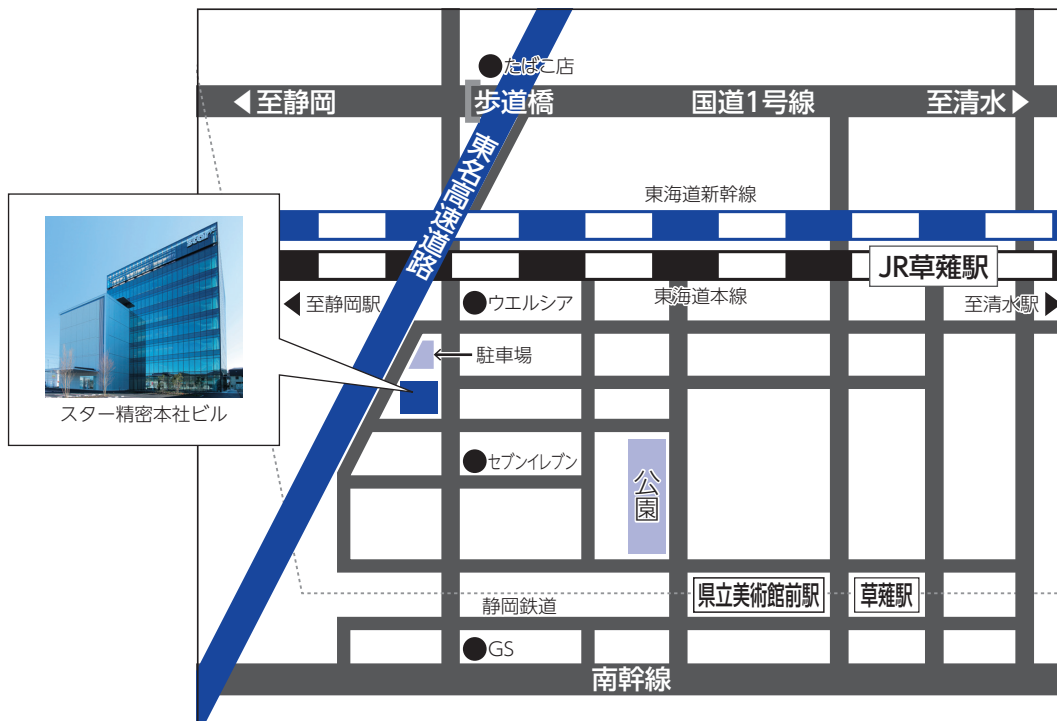 たばこ店
至静岡
歩道橋
国道1号線
至清水
東名高速道路
東海道新幹線
JR草薙駅
至静岡駅
ウエルシア
東海道本線
至清水駅
駐車場
スター精密本社ビル
セブンイレブン
公園
県立美術館前駅
草薙駅
静岡鉄道
GS
南幹線